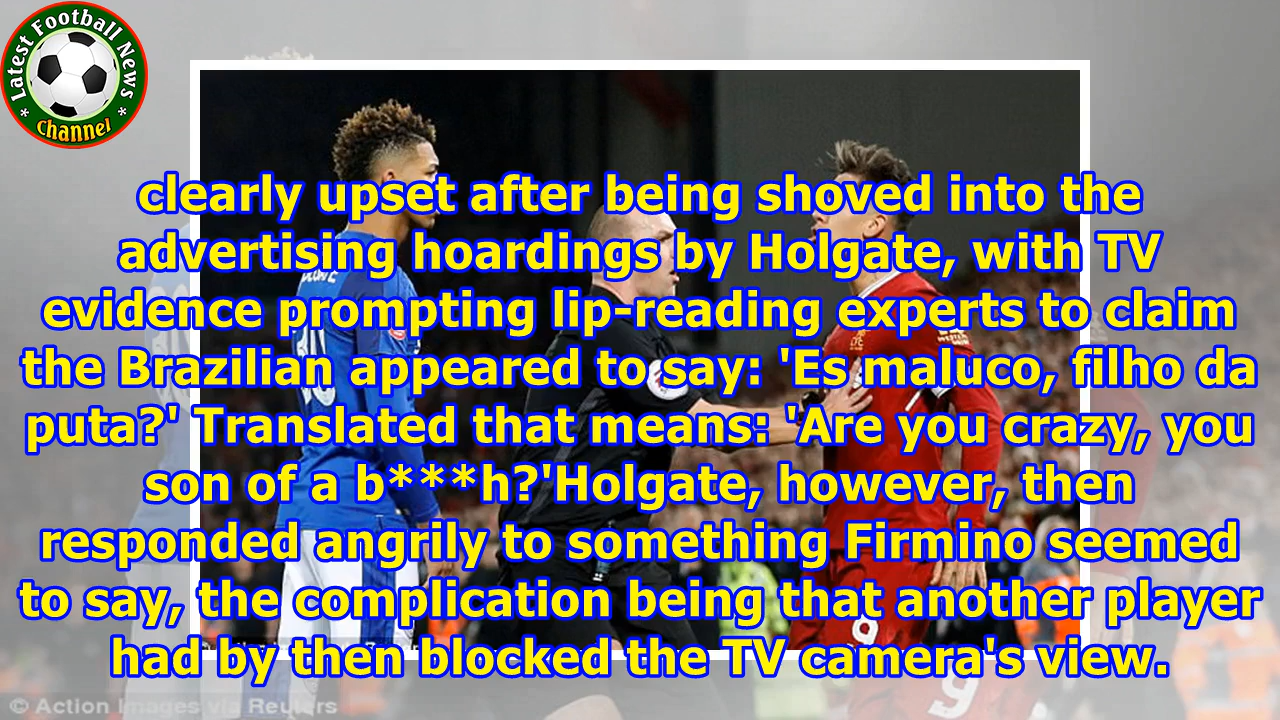 Latest Football News
Channel
clearly upset after being shoved into the
advertising hoardings by Holgate, with TV
evidence prompting lip-reading experts to claim
the Brazilian appeared to say: 'Es maluco, filho da
puta?' Translated that means: 'Are you crazy, you
son of a b***h?'Holgate, however, then
responded angrily to something Firmino seemed
to say, the complication being that another player
had by then blocked the TV camera's view.
9
© Action Images via Reuters